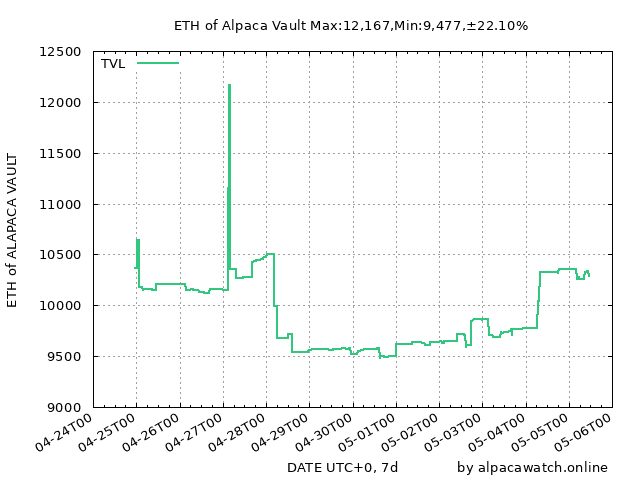 ETH of Alpaca Vault Max:12,167,Min:9,477,±22.10%
TVL
ETH of ALAPACA VAULT
12500
12000
11500
11000
10500
10000
9500
9000
04-24T00
04-25T00
04-26T00
04-27T00
04-28T00
04-29T00
04-30T00
05-01T00
05-02T00
05-03T00
05-04T00
05-05T00
05-06T00
DATE UTC+0, 7d
by alpacawatch.online